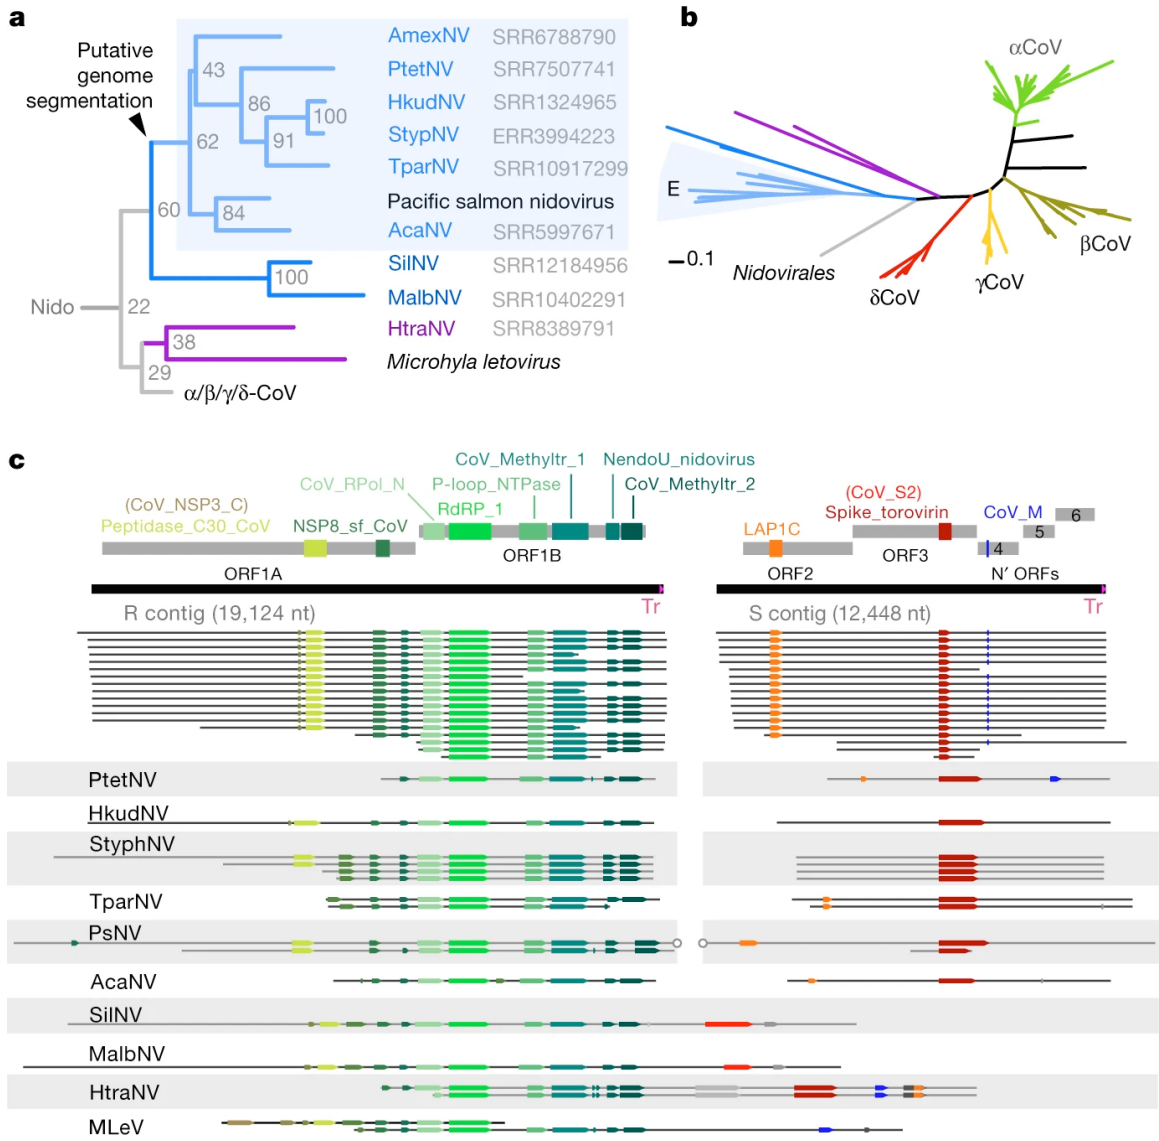 a
Putative
genome
segmentation
Nido
22
60
62
43
86
91
100
84
100
38
29
AmexNV SRR6788790
PtetNV SRR7507741
HkudNV SRR1324965
StypNV ERR3994223
TparNV SRR10917299
Pacific salmon nidovirus
AcaNV SRR5997671
SilNV SRR12184956
MalbNV SRR10402291
HtraNV SRR8389791
Microhyla letovirus
α/β/γ/δ-CoV
b
αCoV
E
βCoV
0.1
Nidovirales
γCoV
δCoV
c
CoV_Methyltr_1 NendoU_nidovirus
CoV_RPol_N P-loop_NTPase CoV_Methyltr_2
(CoV_NSP3_C) RdRP_1
Peptidase_C30_CoV NSP8_sf_CoV
ORF1B
ORF1A
(CoV_S2)
LAP1C Spike_torovirin CoV_M
6
5
4
ORF2 ORF3 N′ ORFs
R contig (19,124 nt) Tr
S contig (12,448 nt) Tr
PtetNV
HkudNV
StyphNV
TparNV
PsNV
AcaNV
SilNV
MalbNV
HtraNV
MLeV